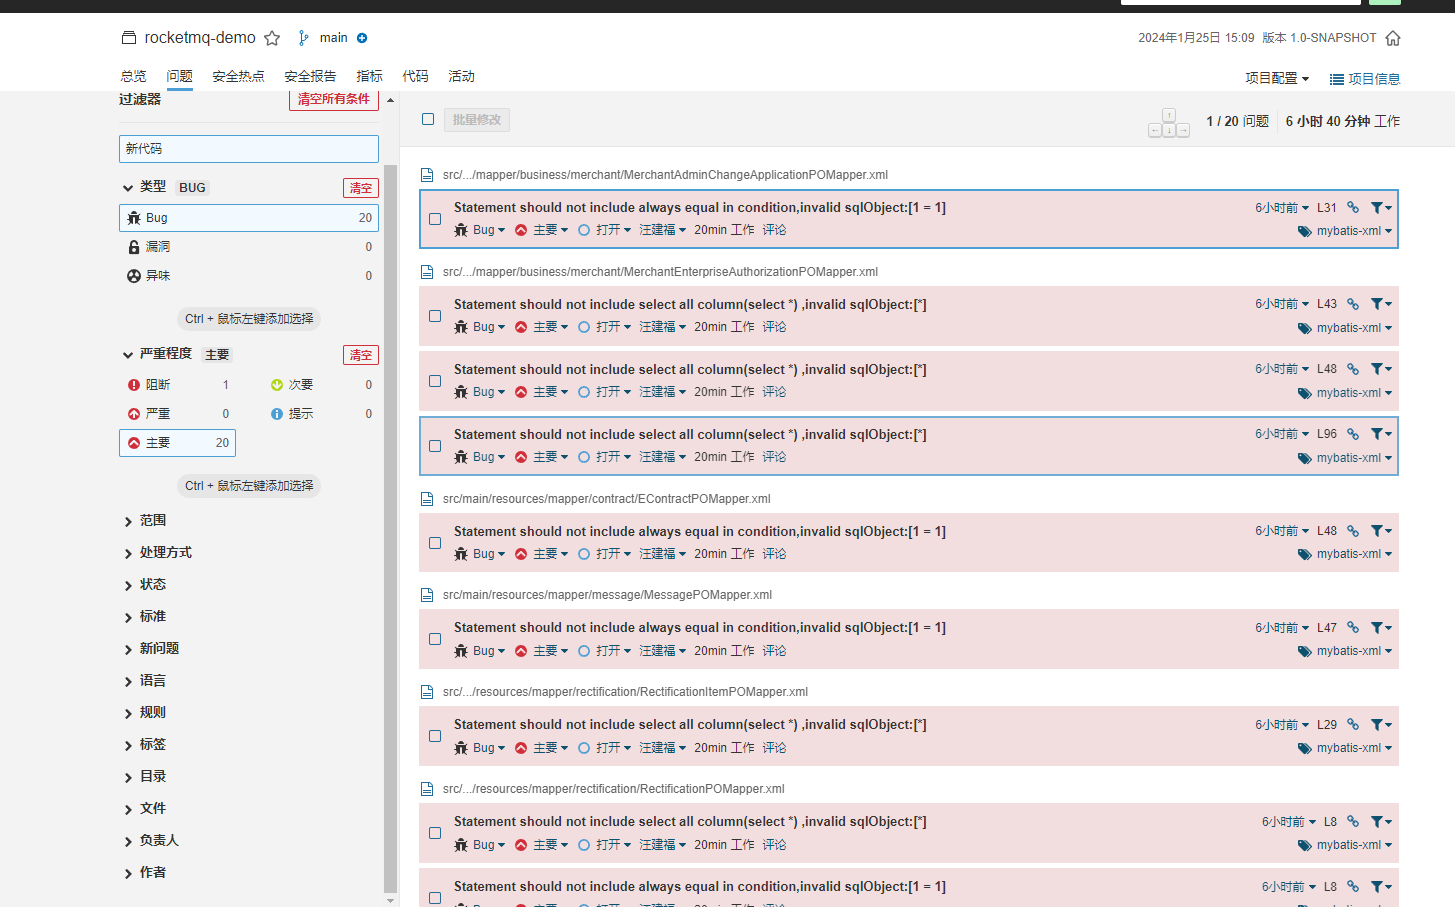 rocketmq-demo main 2024年1月25日 15:09 版本 1.0-SNAPSHOT
总览 问题 安全热点 安全报告 指标 代码 活动 项目配置 项目信息
过滤器 清空所有条件
新代码
类型 BUG 清空
Bug 20
漏洞 0
异味 0
Ctrl + 鼠标左键添加选择
严重程度 主要 清空
阻断 1 次要 0
严重 0 提示 0
主要 20
Ctrl + 鼠标左键添加选择
范围
处理方式
状态
标准
新问题
语言
规则
标签
目录
文件
负责人
作者
批量修改 1 / 20 问题 6 小时 40 分钟 工作
src/.../mapper/business/merchant/MerchantAdminChangeApplicationPOMapper.xml
Statement should not include always equal in condition,invalid sqlObject:[1 = 1] 6小时前 L31
Bug 主要 打开 汪建福 20min 工作 评论 mybatis-xml
src/.../mapper/business/merchant/MerchantEnterpriseAuthorizationPOMapper.xml
Statement should not include select all column(select *) ,invalid sqlObject:[*] 6小时前 L43
Bug 主要 打开 汪建福 20min 工作 评论 mybatis-xml
Statement should not include select all column(select *) ,invalid sqlObject:[*] 6小时前 L48
Bug 主要 打开 汪建福 20min 工作 评论 mybatis-xml
Statement should not include select all column(select *) ,invalid sqlObject:[*] 6小时前 L96
Bug 主要 打开 汪建福 20min 工作 评论 mybatis-xml
src/main/resources/mapper/contract/EContractPOMapper.xml
Statement should not include always equal in condition,invalid sqlObject:[1 = 1] 6小时前 L48
Bug 主要 打开 汪建福 20min 工作 评论 mybatis-xml
src/main/resources/mapper/message/MessagePOMapper.xml
Statement should not include always equal in condition,invalid sqlObject:[1 = 1] 6小时前 L47
Bug 主要 打开 汪建福 20min 工作 评论 mybatis-xml
src/.../resources/mapper/rectification/RectificationItemPOMapper.xml
Statement should not include select all column(select *) ,invalid sqlObject:[*] 6小时前 L29
Bug 主要 打开 汪建福 20min 工作 评论 mybatis-xml
src/.../resources/mapper/rectification/RectificationPOMapper.xml
Statement should not include select all column(select *) ,invalid sqlObject:[*] 6小时前 L8
Bug 主要 打开 汪建福 20min 工作 评论 mybatis-xml
Statement should not include always equal in condition,invalid sqlObject:[1 = 1] 6小时前 L8